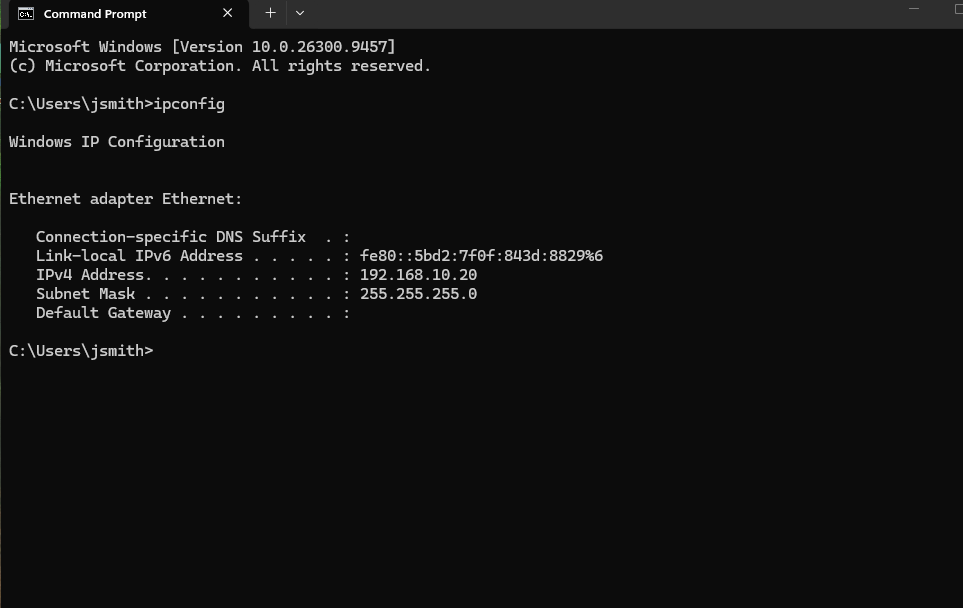 Command Prompt
Microsoft Windows [Version 10.0.26300.9457]
(c) Microsoft Corporation. All rights reserved.
C:\Users\jsmith>ipconfig
Windows IP Configuration
Ethernet adapter Ethernet:
   Connection-specific DNS Suffix  . :
   Link-local IPv6 Address . . . . . : fe80::5bd2:7f0f:843d:8829%6
   IPv4 Address. . . . . . . . . . . : 192.168.10.20
   Subnet Mask . . . . . . . . . . . : 255.255.255.0
   Default Gateway . . . . . . . . . :
C:\Users\jsmith>